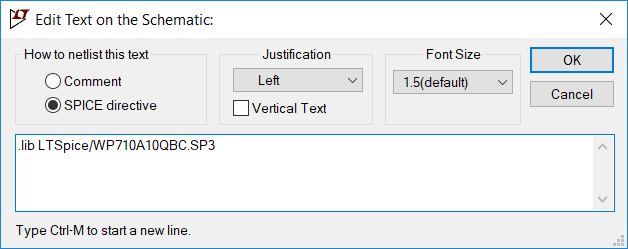 Edit Text on the Schematic:
How to netlist this text
Comment
SPICE directive
Justification
Left
Vertical Text
Font Size
1.5(default)
OK
Cancel
.lib LTSpice/WP710A10QBC.SP3
Type Ctrl-M to start a new line.